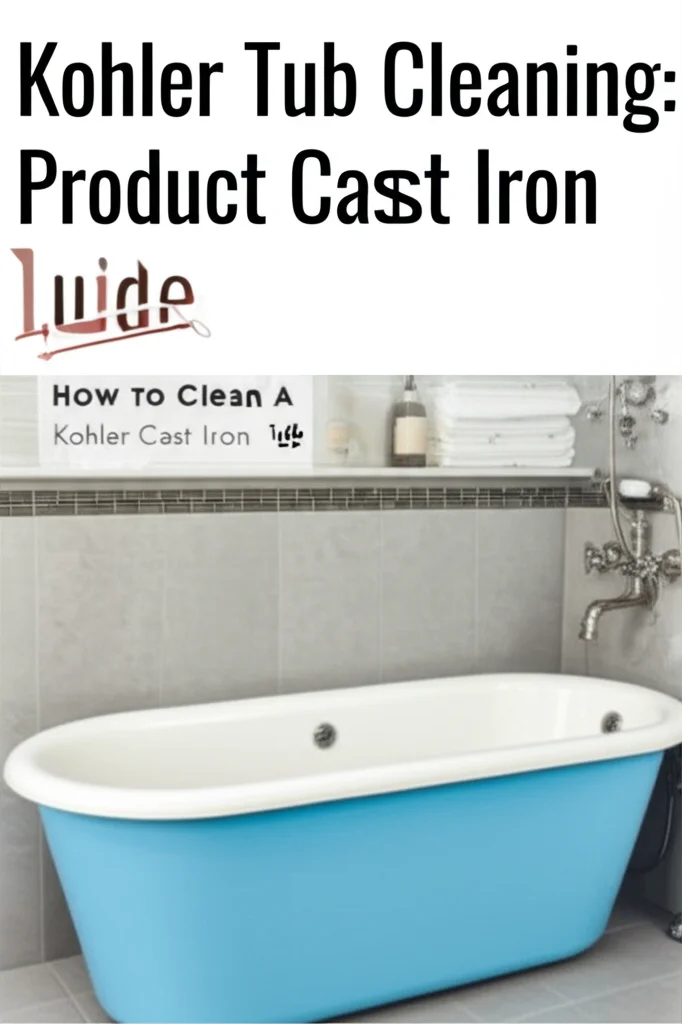 Kohler Tub Cleaning:
Product Cast Iron
How To Clean A
Kohler Cast Iron